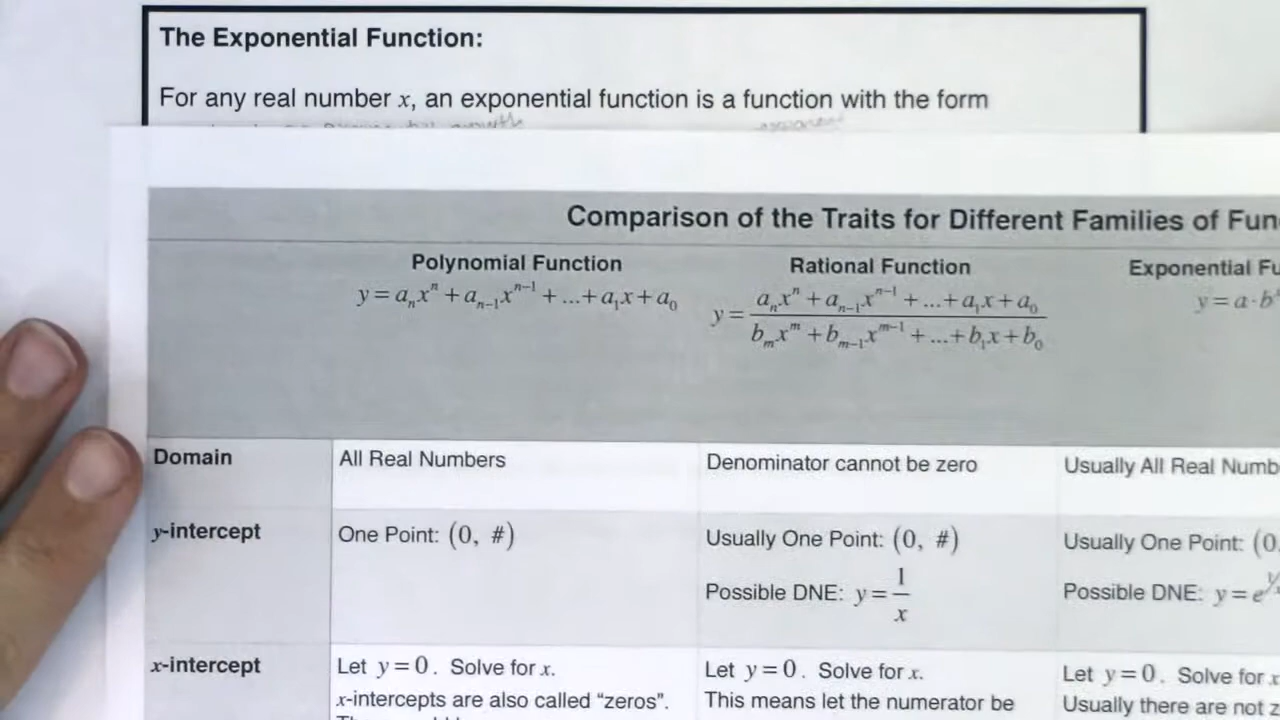 The Exponential Function:
For any real number x, an exponential function is a function with the form
Comparison of the Traits for Different Families of Fun
Polynomial Function
y = aₙxⁿ + aₙ₋₁xⁿ⁻¹ + ... + a₁x + a₀
Rational Function
y = (aₙxⁿ + aₙ₋₁xⁿ⁻¹ + ... + a₁x + a₀) / (bₘxᵐ + bₘ₋₁xᵐ⁻¹ + ... + b₁x + b₀)
Exponential Fu
y = a · b
Domain
All Real Numbers
Denominator cannot be zero
Usually All Real Numb
y-intercept
One Point: (0, #)
Usually One Point: (0, #)
Possible DNE: y = 1/x
Usually One Point: (0,
Possible DNE: y = e
x-intercept
Let y = 0. Solve for x.
x-intercepts are also called “zeros”.
Let y = 0. Solve for x.
This means let the numerator be
Let y = 0. Solve for x
Usually there are not z